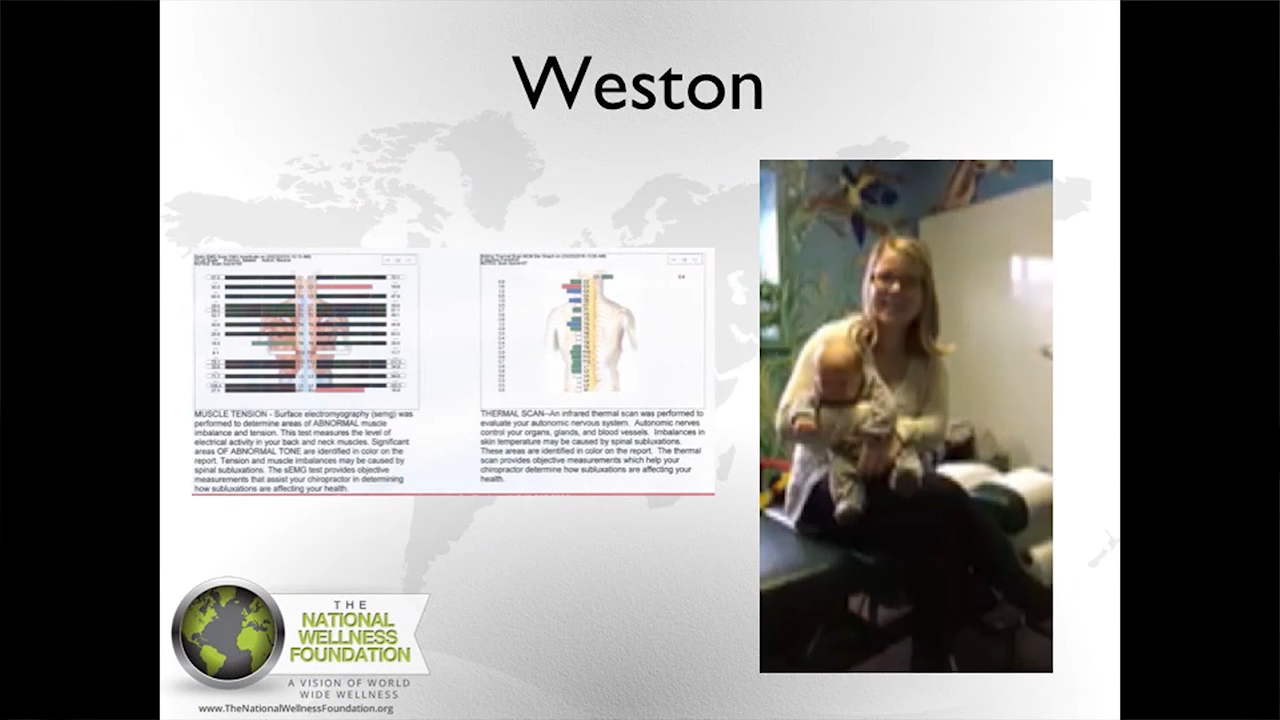 Weston
MUSCLE TENSION - Surface electromyography (semg) was
performed to determine areas of ABNORMAL muscle
imbalance and tension. This test measures the level of
electrical activity in your back and neck muscles. Significant
areas OF ABNORMAL TONE are identified in color on the
report. Tension and muscle imbalances may be caused by
spinal subluxations. The sEMG test provides objective
measurements that assist your chiropractor in determining
how subluxations are affecting your health.
THERMAL SCAN--An infrared thermal scan was performed to
evaluate your autonomic nervous system. Autonomic nerves
control your organs, glands, and blood vessels. Imbalances in
skin temperature may be caused by spinal subluxations.
These areas are identified on the report. The thermal
scan provides objective measurements which help your
chiropractor determine how subluxations are affecting your
health.
THE
NATIONAL
WELLNESS
FOUNDATION
A VISION OF WORLD
WIDE WELLNESS
www.TheNationalWellnessFoundation.org